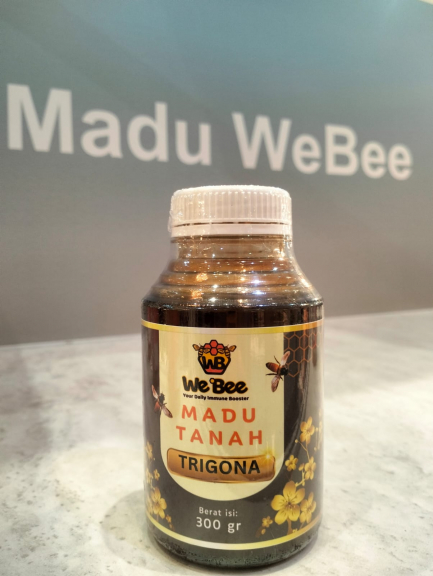 Madu WeBee
WB
We Bee
Your Daily Immune Booster
MADU
TANAH
TRIGONA
Berat isi:
300 gr